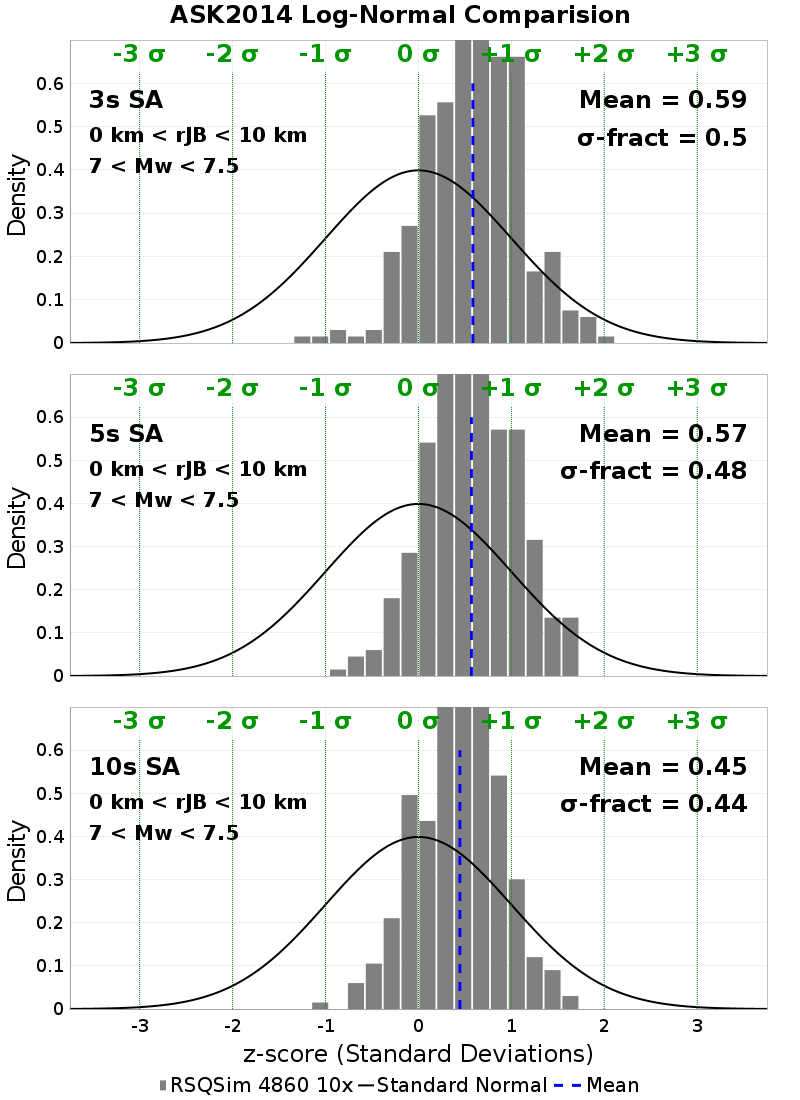 ASK2014 Log-Normal Comparision
-3 σ -2 σ -1 σ 0 σ +1 σ +2 σ +3 σ
0.6
3s SA Mean = 0.59
0.5
0 km < rJB < 10 km σ-fract = 0.5
7 < Mw < 7.5
0.4
Density
0.3
0.2
0.1
0
-3 σ -2 σ -1 σ 0 σ +1 σ +2 σ +3 σ
0.6
5s SA Mean = 0.57
0.5
0 km < rJB < 10 km σ-fract = 0.48
7 < Mw < 7.5
0.4
Density
0.3
0.2
0.1
0
-3 σ -2 σ -1 σ 0 σ +1 σ +2 σ +3 σ
0.6
10s SA Mean = 0.45
0.5
0 km < rJB < 10 km σ-fract = 0.44
7 < Mw < 7.5
0.4
Density
0.3
0.2
0.1
0
-3 -2 -1 0 1 2 3
z-score (Standard Deviations)
RSQSim 4860 10x Standard Normal Mean